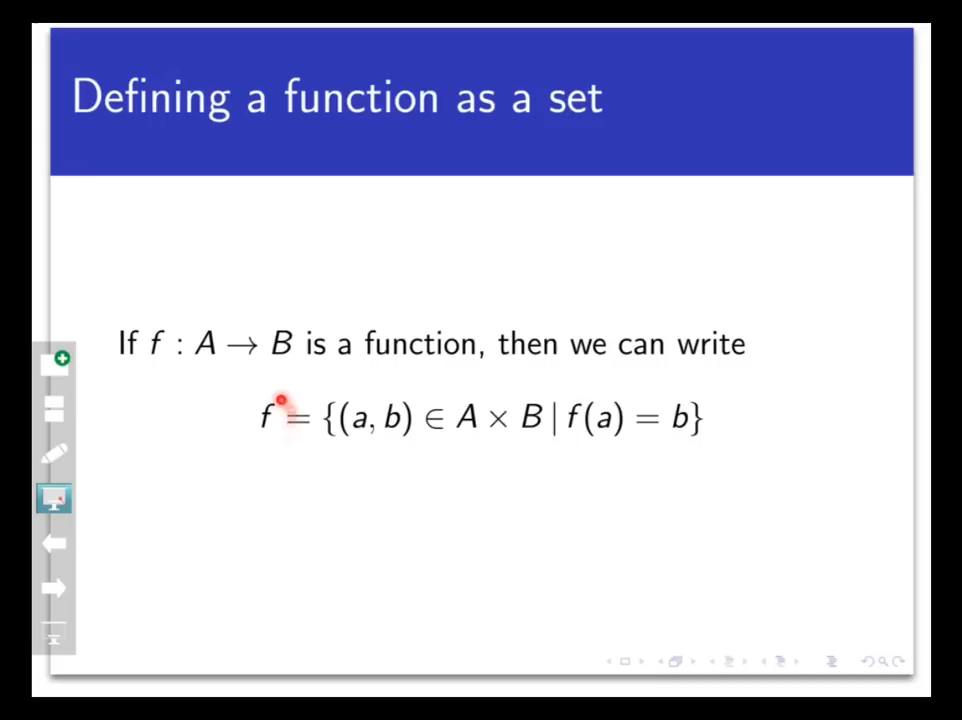 Defining a function as a set
If f : A → B is a function, then we can write
f = {(a, b) ∈ A × B | f(a) = b}